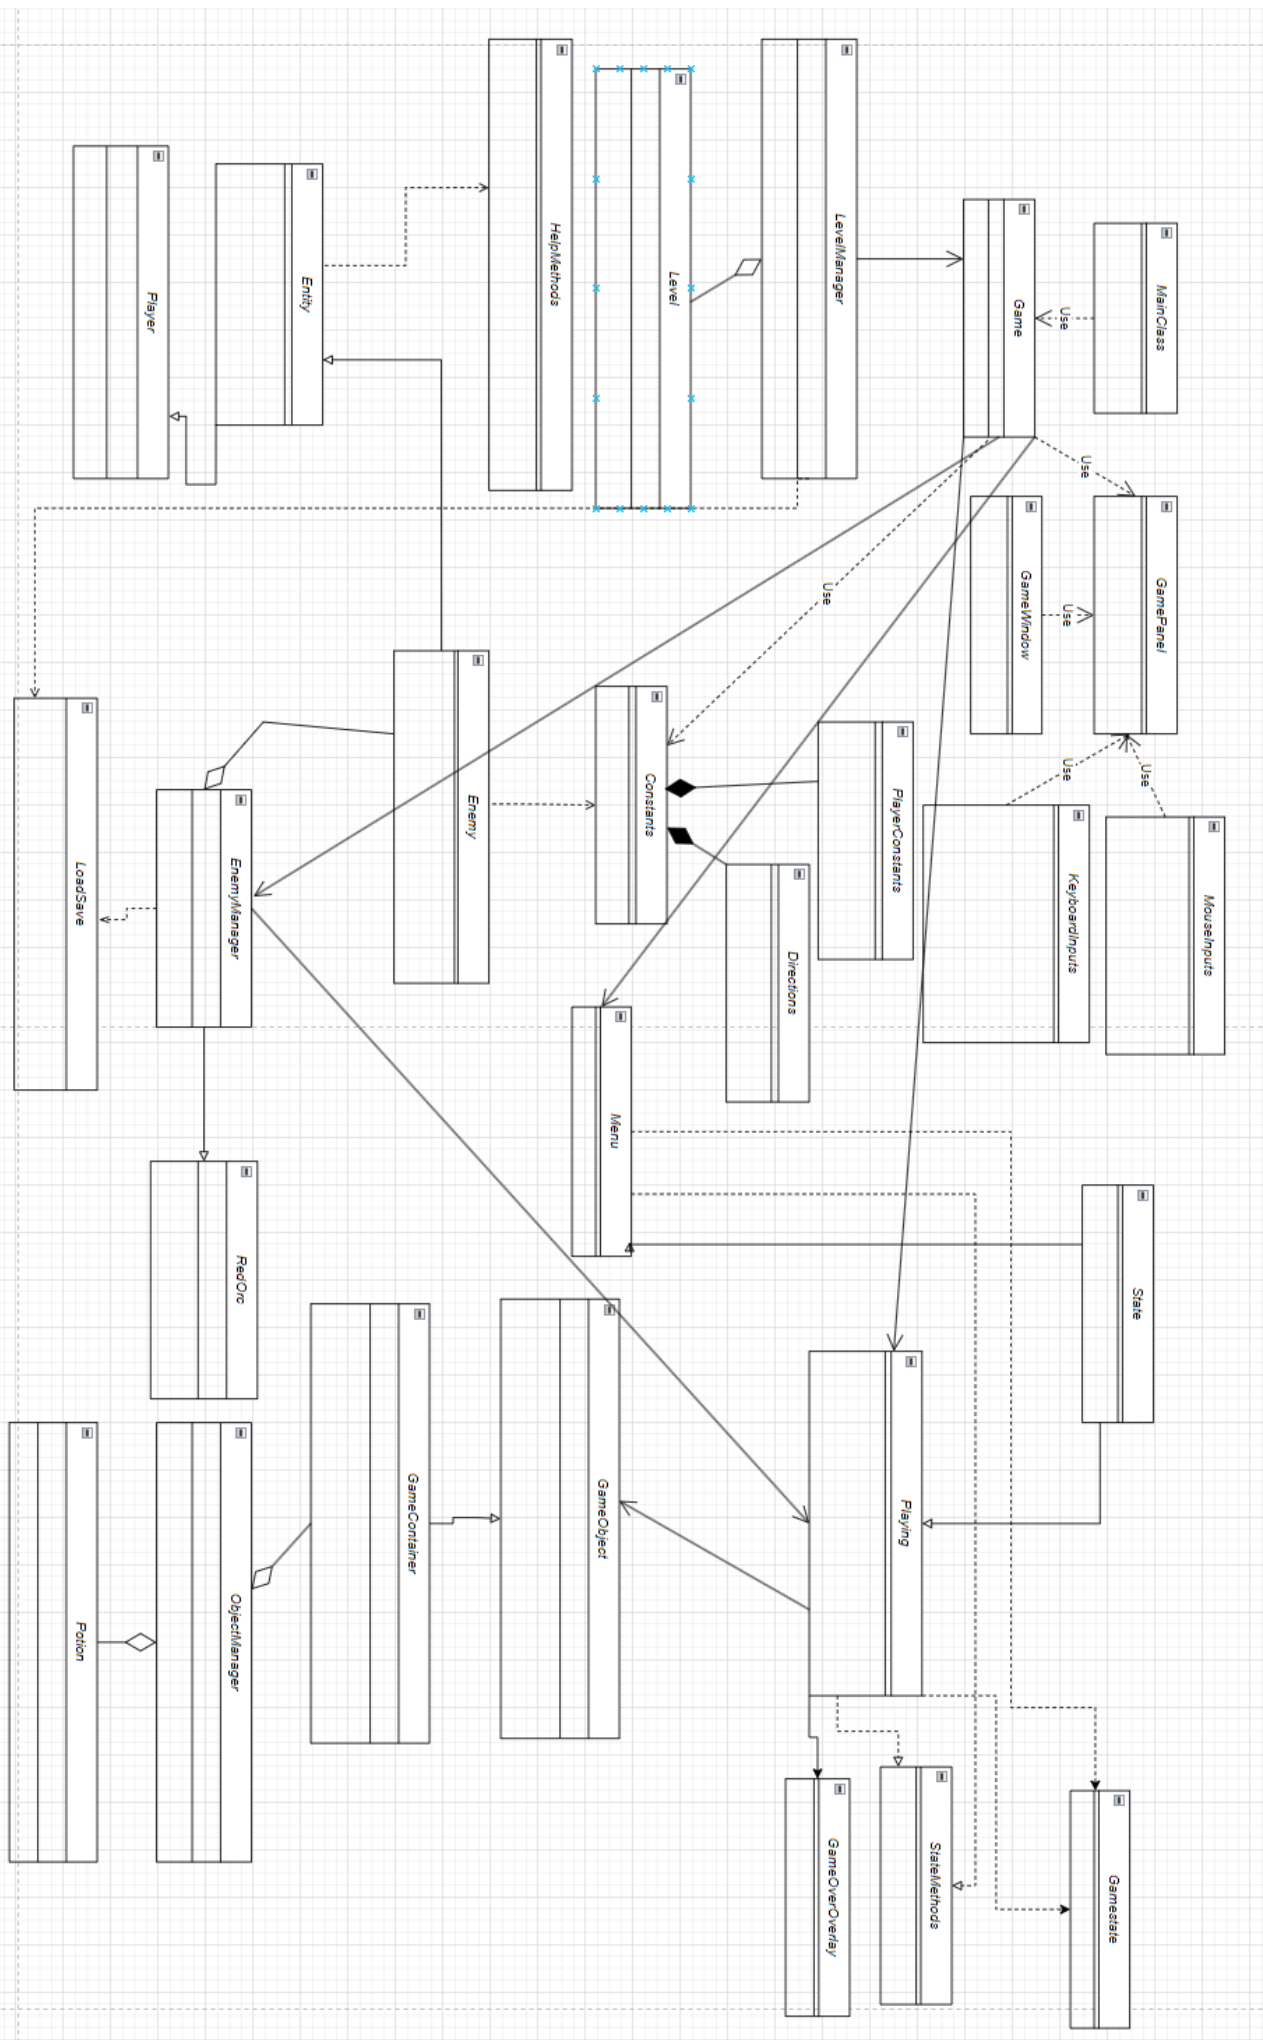 MainClass
Use
Game
LevelManager
Level
HelpMethods
Entity
Player
Use
GamePanel
Use
GameWindow
Use
Use
Use
MouseInputs
KeyboardInputs
PlayerConstants
Directions
Constants
Enemy
EnemyManager
LoadSave
Menu
State
RedOrc
Playing
GameObject
GameContainer
ObjectManager
Potion
Gamestate
StateMethods
GameOverOverlay